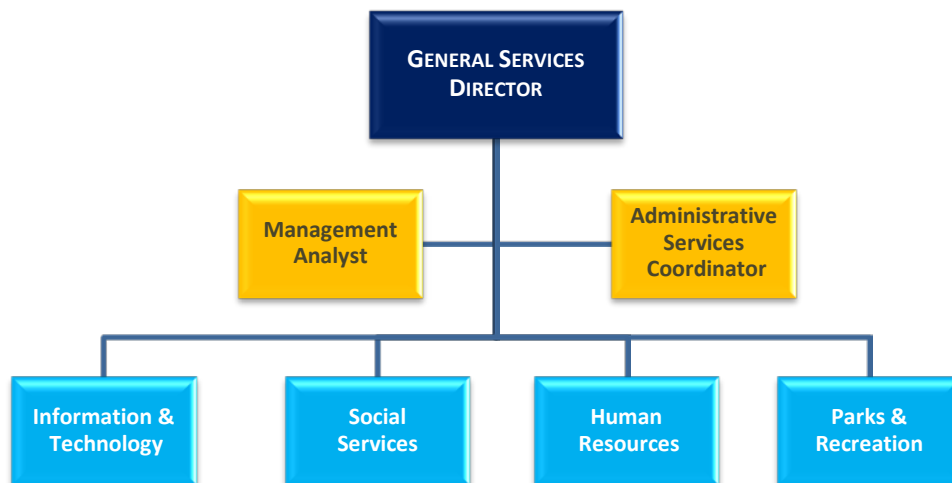 GENERAL SERVICES
DIRECTOR
Management
Analyst
Administrative
Services
Coordinator
Information &
Technology
Social
Services
Human
Resources
Parks &
Recreation